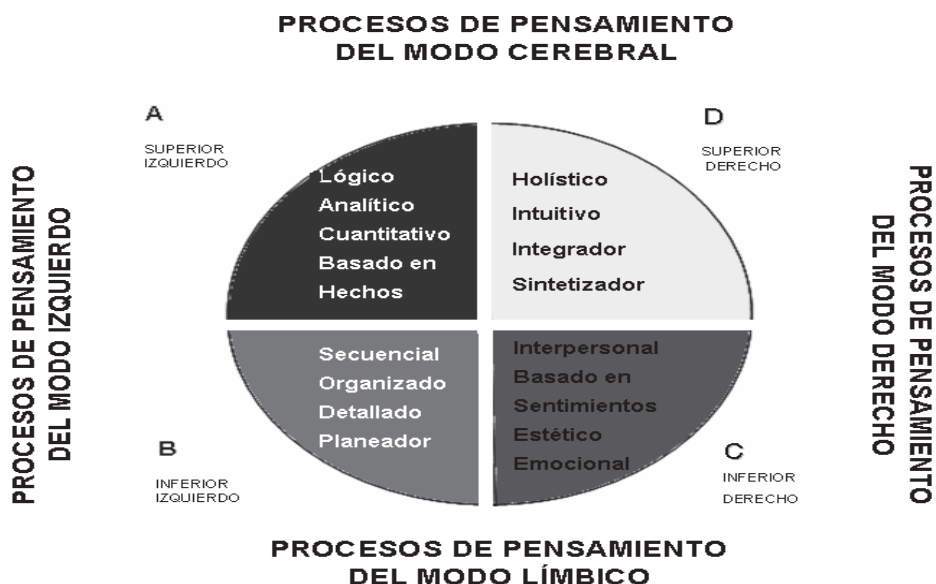 PROCESOS DE PENSAMIENTO
DEL MODO CEREBRAL
A
SUPERIOR
IZQUIERDO
D
SUPERIOR
DERECHO
PROCESOS DE PENSAMIENTO
DEL MODO IZQUIERDO
Lógico
Analítico
Cuantitativo
Basado en
Hechos
Holístico
Intuitivo
Integrador
Sintetizador
PROCESOS DE PENSAMIENTO
DEL MODO DERECHO
Secuencial
Organizado
Detallado
Planeador
Interpersonal
Basado en
Sentimientos
Estético
Emocional
B
INFERIOR
IZQUIERDO
C
INFERIOR
DERECHO
PROCESOS DE PENSAMIENTO
DEL MODO LÍMBICO